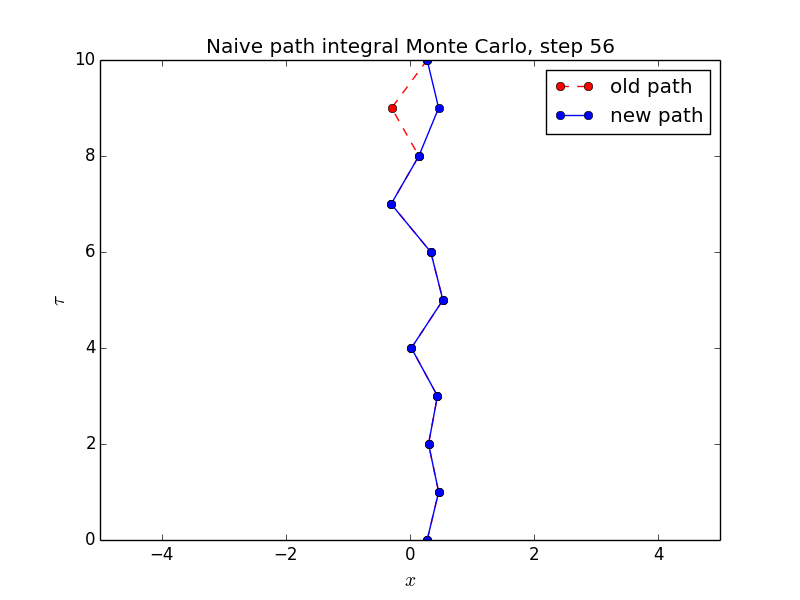 Naive path integral Monte Carlo, step 56
10
old path
new path
8
6
τ
4
2
0
−4 −2 0 2 4
x